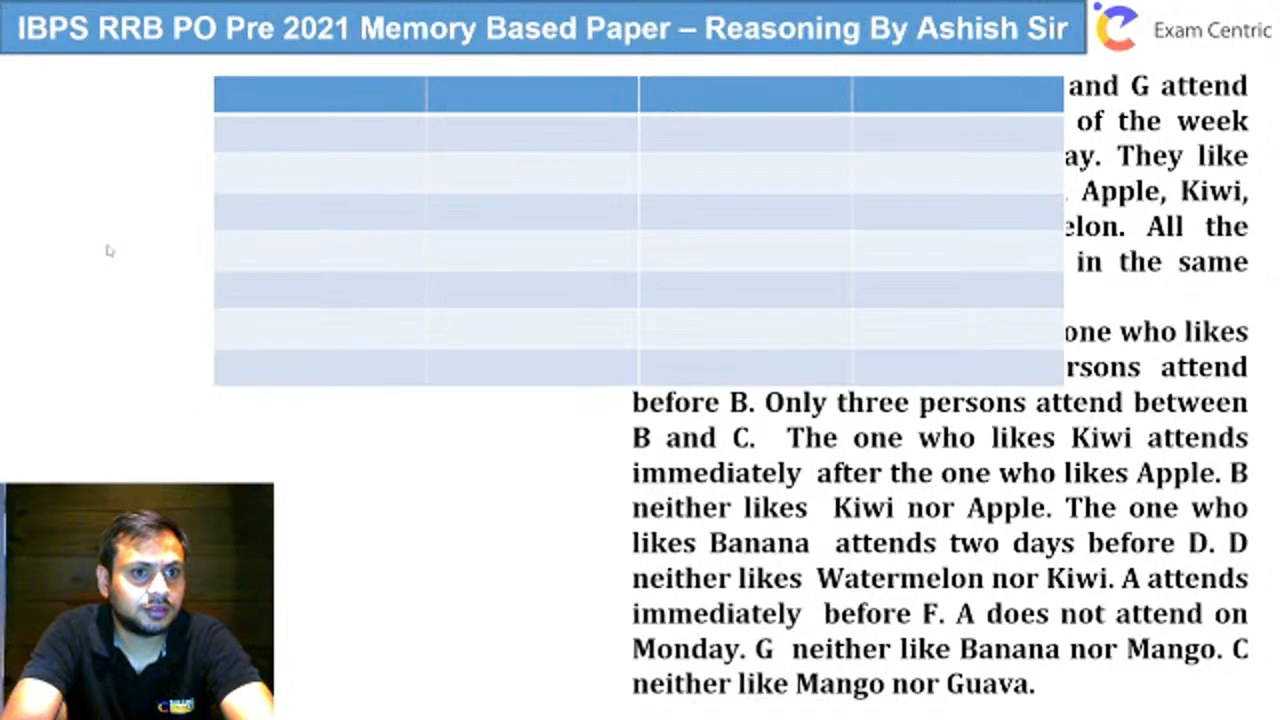 IBPS RRB PO Pre 2021 Memory Based Paper – Reasoning By Ashish Sir
Exam Centric
and G attend
of the week
They like
Apple, Kiwi,
All the
in the same
one who likes
attend
before B. Only three persons attend between
B and C. The one who likes Kiwi attends
immediately after the one who likes Apple. B
neither likes Kiwi nor Apple. The one who
likes Banana attends two days before D. D
neither likes Watermelon nor Kiwi. A attends
immediately before F. A does not attend on
Monday. G neither like Banana nor Mango. C
neither like Mango nor Guava.